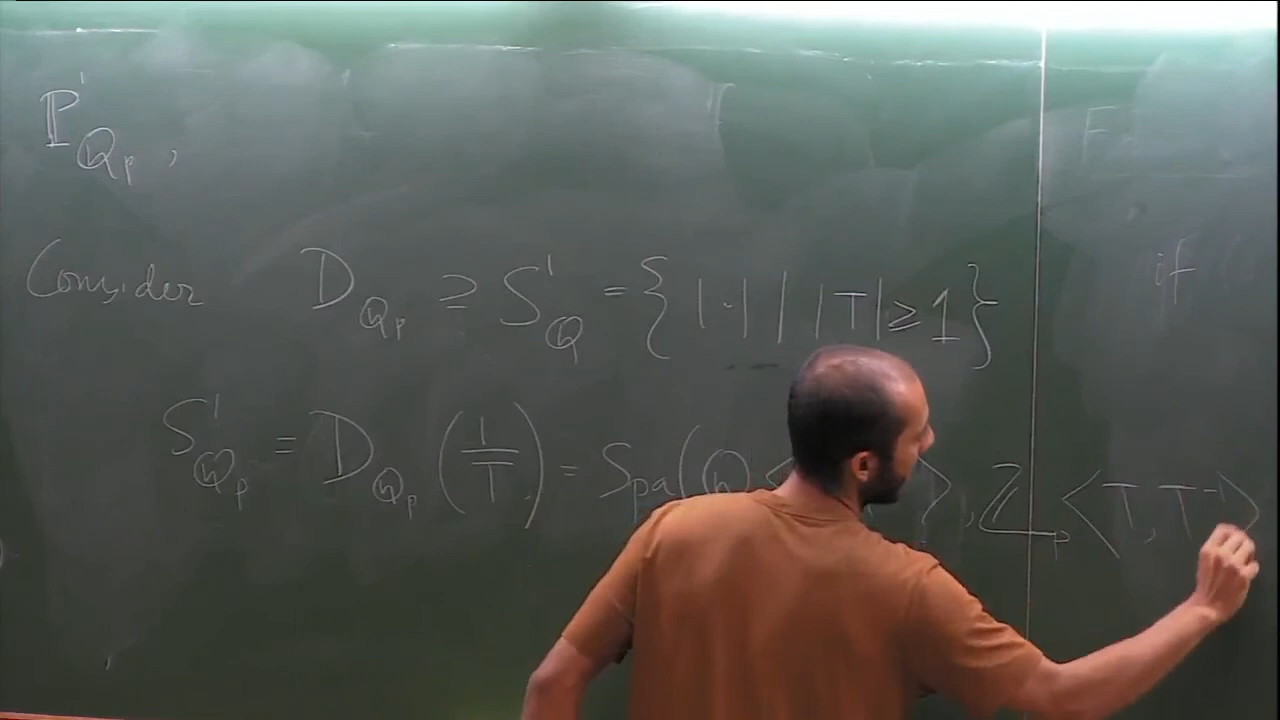 ℙ¹_{ℚ_p},
Consider D_{ℚ_p} ⊇ S¹_ℚ = { |·| | |T| ≥ 1 }
S¹_{ℚ_p} = D_{ℚ_p}(1/T) = Spa(ℚ< >, ℤ_p<T, T⁻¹>
if